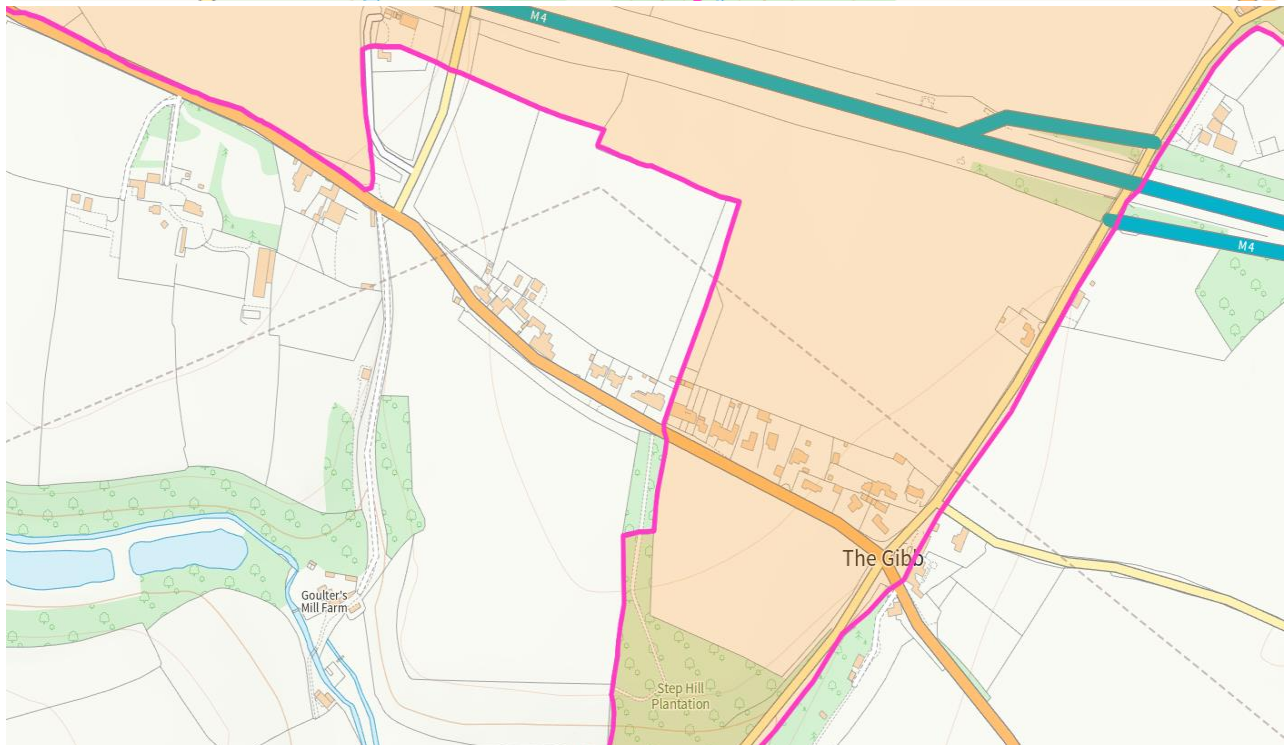 M4
M4
The Gibb
Goulter's
Mill Farm
Step Hill
Plantation